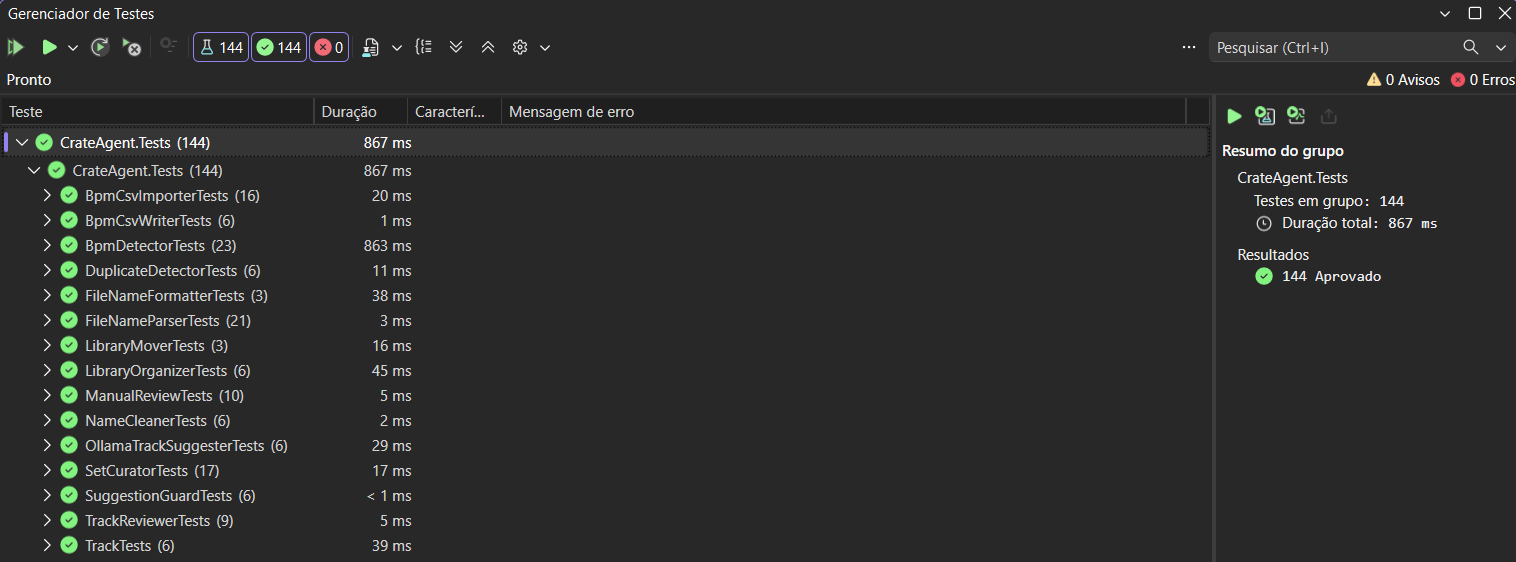 Gerenciador de Testes
144 144 0
Pesquisar (Ctrl+I)
Pronto
0 Avisos 0 Erros
Teste Duração Caracterí... Mensagem de erro
CrateAgent.Tests (144) 867 ms
CrateAgent.Tests (144) 867 ms
BpmCsvImporterTests (16) 20 ms
BpmCsvWriterTests (6) 1 ms
BpmDetectorTests (23) 863 ms
DuplicateDetectorTests (6) 11 ms
FileNameFormatterTests (3) 38 ms
FileNameParserTests (21) 3 ms
LibraryMoverTests (3) 16 ms
LibraryOrganizerTests (6) 45 ms
ManualReviewTests (10) 5 ms
NameCleanerTests (6) 2 ms
OllamaTrackSuggesterTests (6) 29 ms
SetCuratorTests (17) 17 ms
SuggestionGuardTests (6) < 1 ms
TrackReviewerTests (9) 5 ms
TrackTests (6) 39 ms
Resumo do grupo
CrateAgent.Tests
Testes em grupo: 144
Duração total: 867 ms
Resultados
144 Aprovado